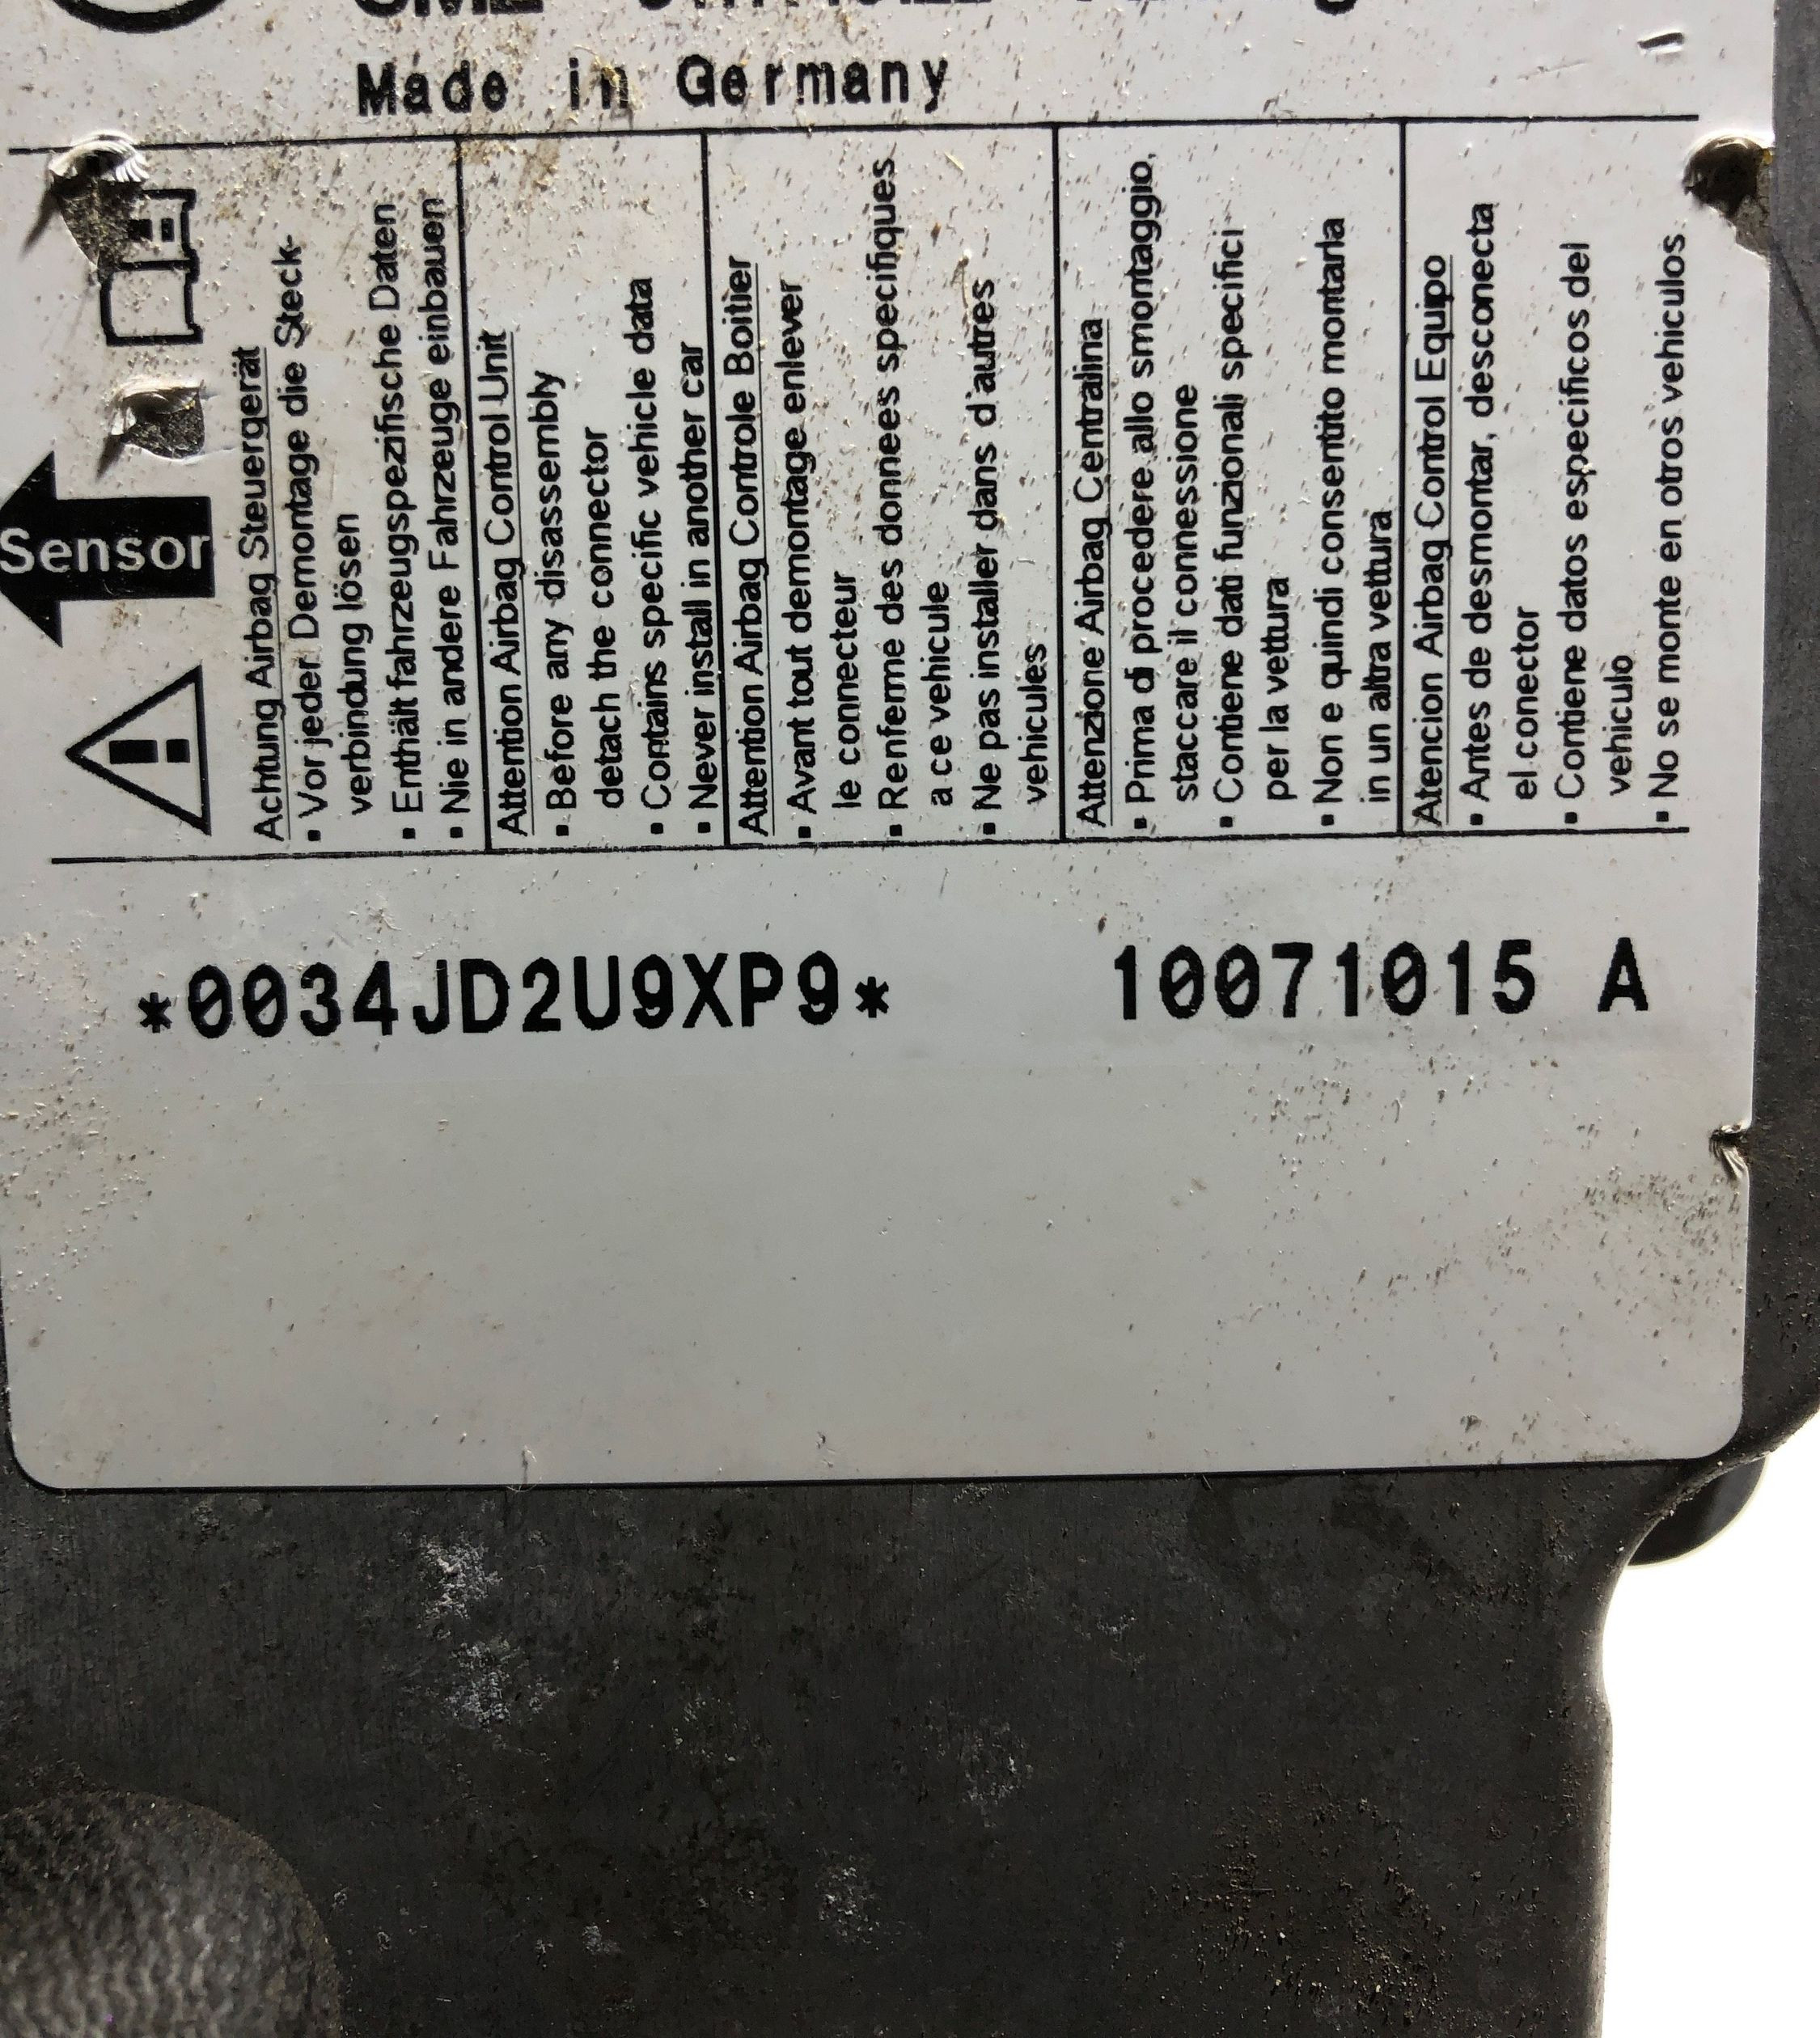 Made in Germany
Sensor
Achtung Airbag Steuergerät
▪ Vor jeder Demontage die Steck-
verbindung lösen
▪ Enthält fahrzeugspezifische Daten
▪ Nie in andere Fahrzeuge einbauen
Attention Airbag Control Unit
▪ Before any disassembly
detach the connector
▪ Contains specific vehicle data
▪ Never install in another car
Attention Airbag Controle Boitier
▪ Avant tout demontage enlever
le connecteur
▪ Renferme des donnees specifiques
a ce vehicule
▪ Ne pas installer dans d'autres
vehicules
Attenzione Airbag Centralina
▪ Prima di procedere allo smontaggio,
staccare il connessione
▪ Contiene dati funzionali specifici
per la vettura
▪ Non e quindi consentito montarla
in un altra vettura
Atencion Airbag Control Equipo
▪ Antes de desmontar, desconecta
el conector
▪ Contiene datos especificos del
vehiculo
▪ No se monte en otros vehiculos
*0034JD2U9XP9* 10071015 A